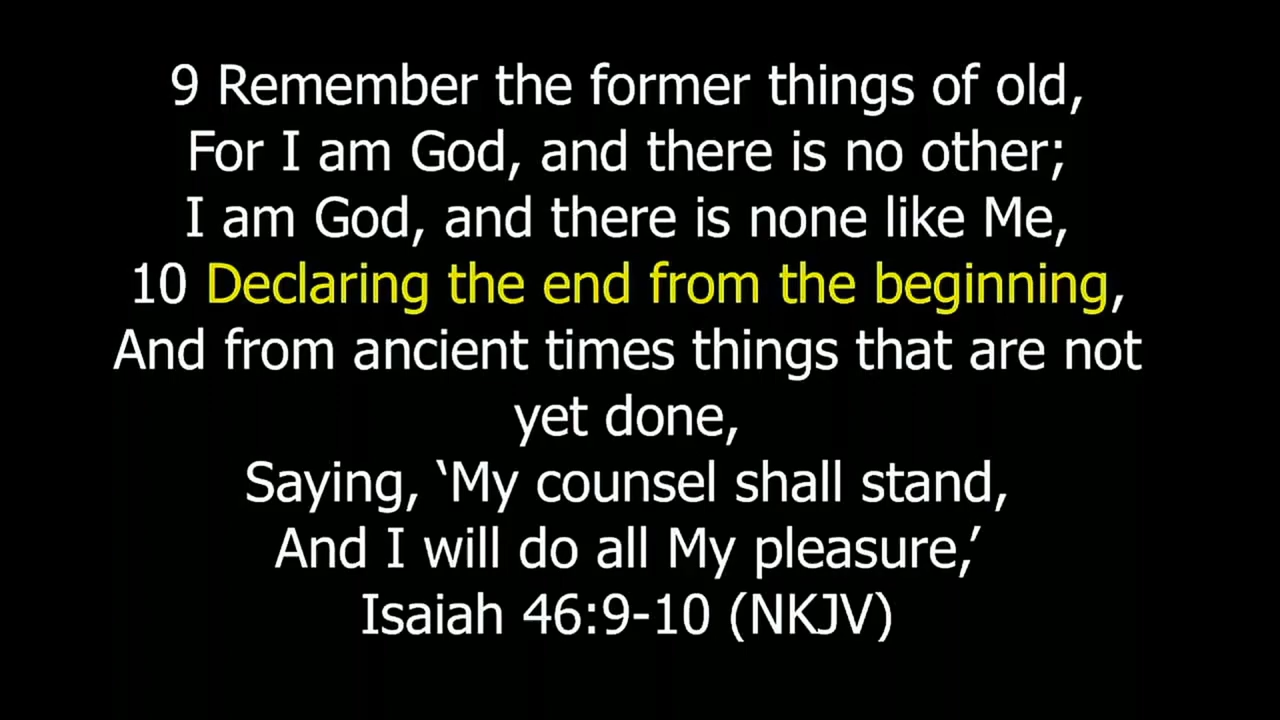 9 Remember the former things of old,
For I am God, and there is no other;
I am God, and there is none like Me,
10 Declaring the end from the beginning,
And from ancient times things that are not
yet done,
Saying, ‘My counsel shall stand,
And I will do all My pleasure,’
Isaiah 46:9-10 (NKJV)